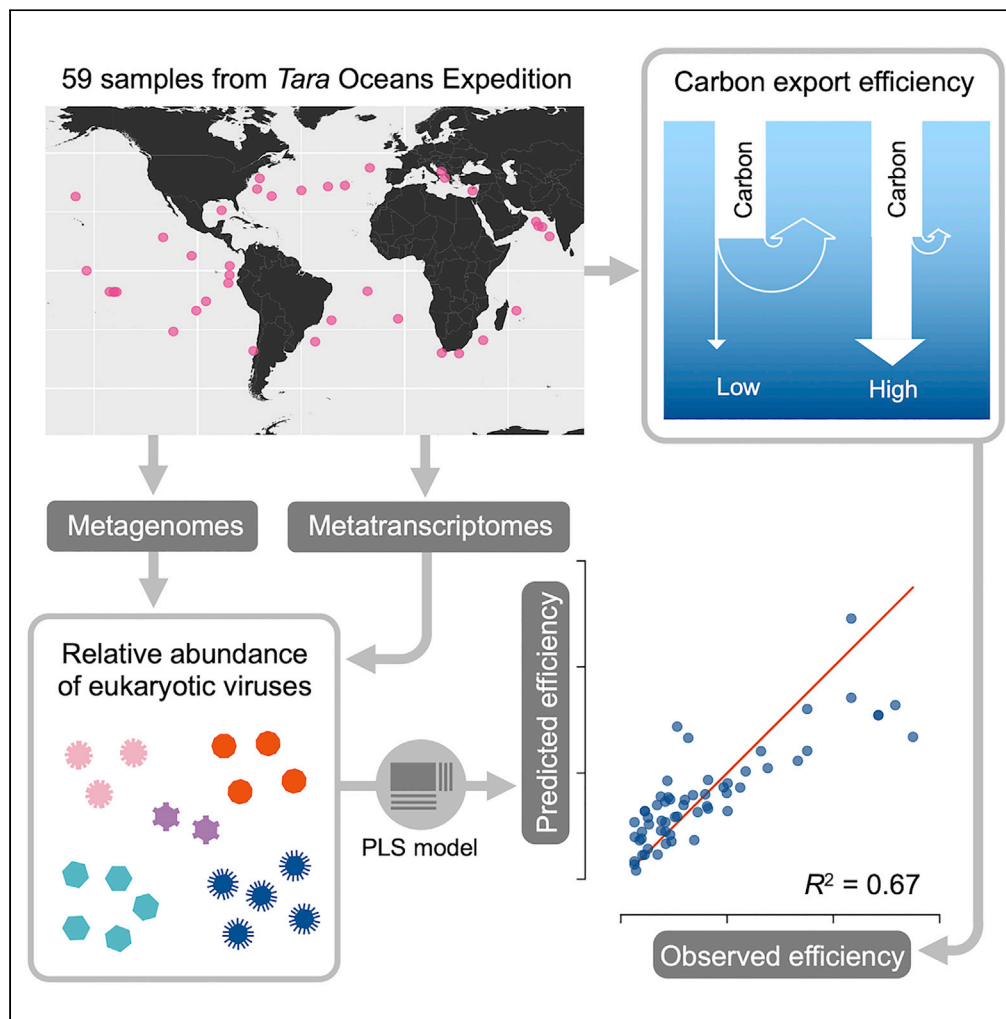 59 samples from Tara Oceans Expedition
Carbon export efficiency
Carbon
Carbon
Low
High
Metagenomes
Metatranscriptomes
Relative abundance
of eukaryotic viruses
PLS model
Predicted efficiency
R² = 0.67
Observed efficiency